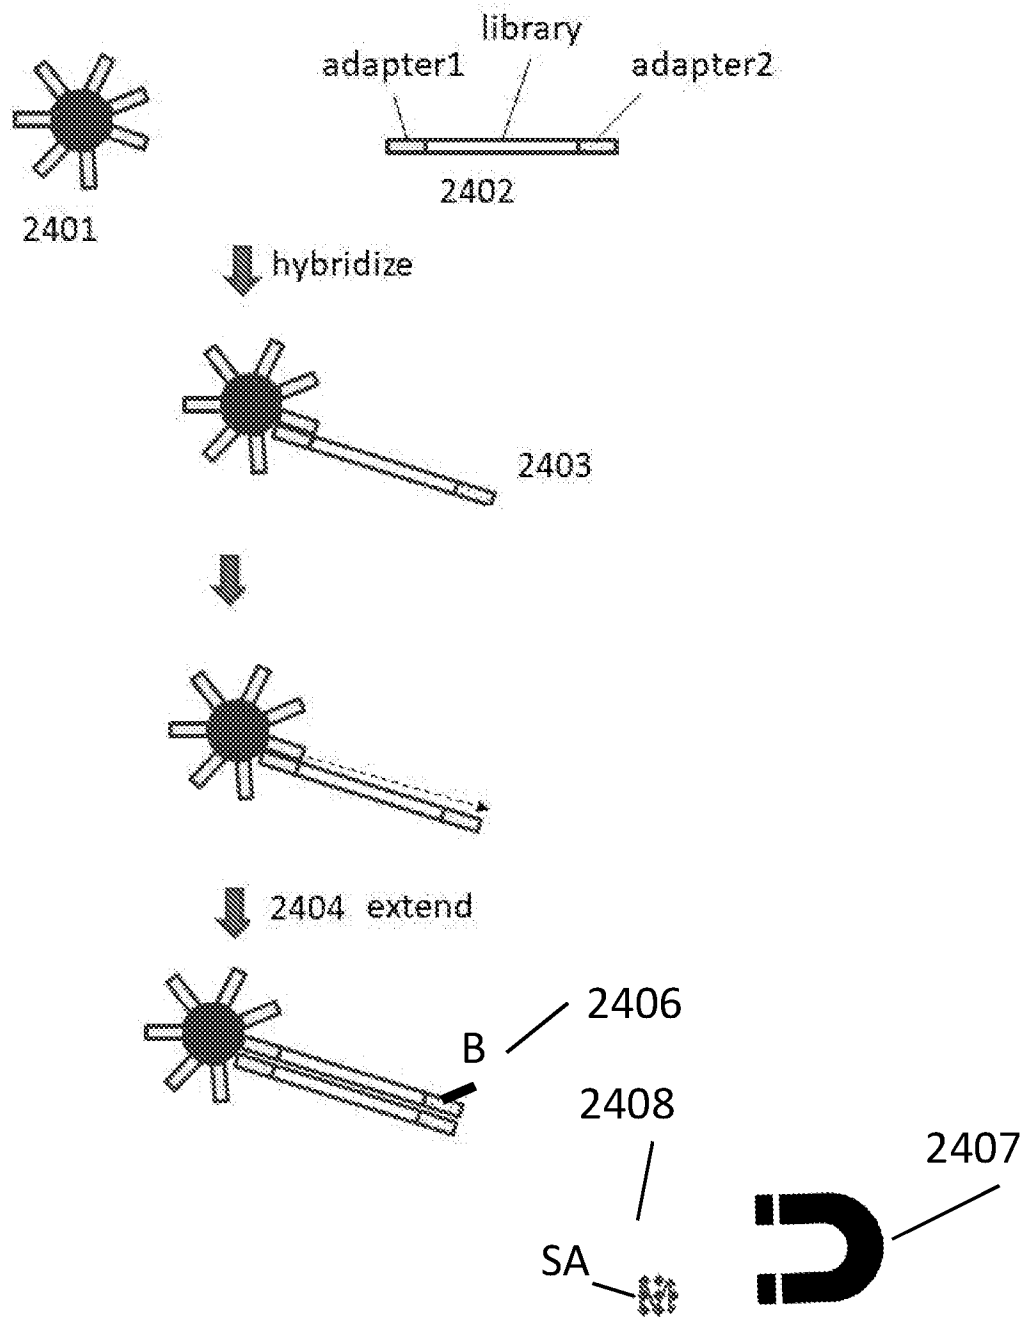 library
adapter1
adapter2
2402
2401
hybridize
2403
2404 extend
2406
B
2408
2407
SA
M